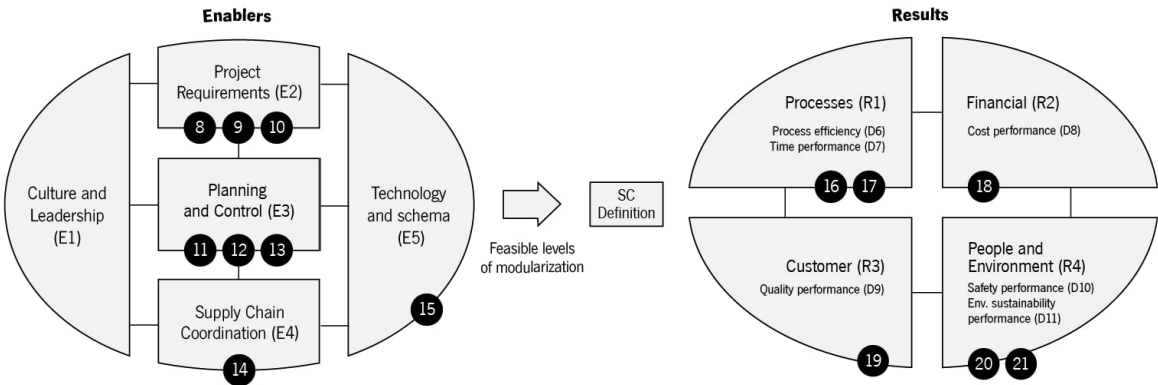 Enablers
Culture and
Leadership
(E1)
Project
Requirements (E2)
8 9 10
Planning
and Control (E3)
11 12 13
Supply Chain
Coordination (E4)
14
Technology
and schema
(E5)
15
Feasible levels
of modularization
SC
Definition
Results
Processes (R1)
Process efficiency (D6)
Time performance (D7)
16 17
Financial (R2)
Cost performance (D8)
18
Customer (R3)
Quality performance (D9)
19
People and
Environment (R4)
Safety performance (D10)
Env. sustainability
performance (D11)
20 21